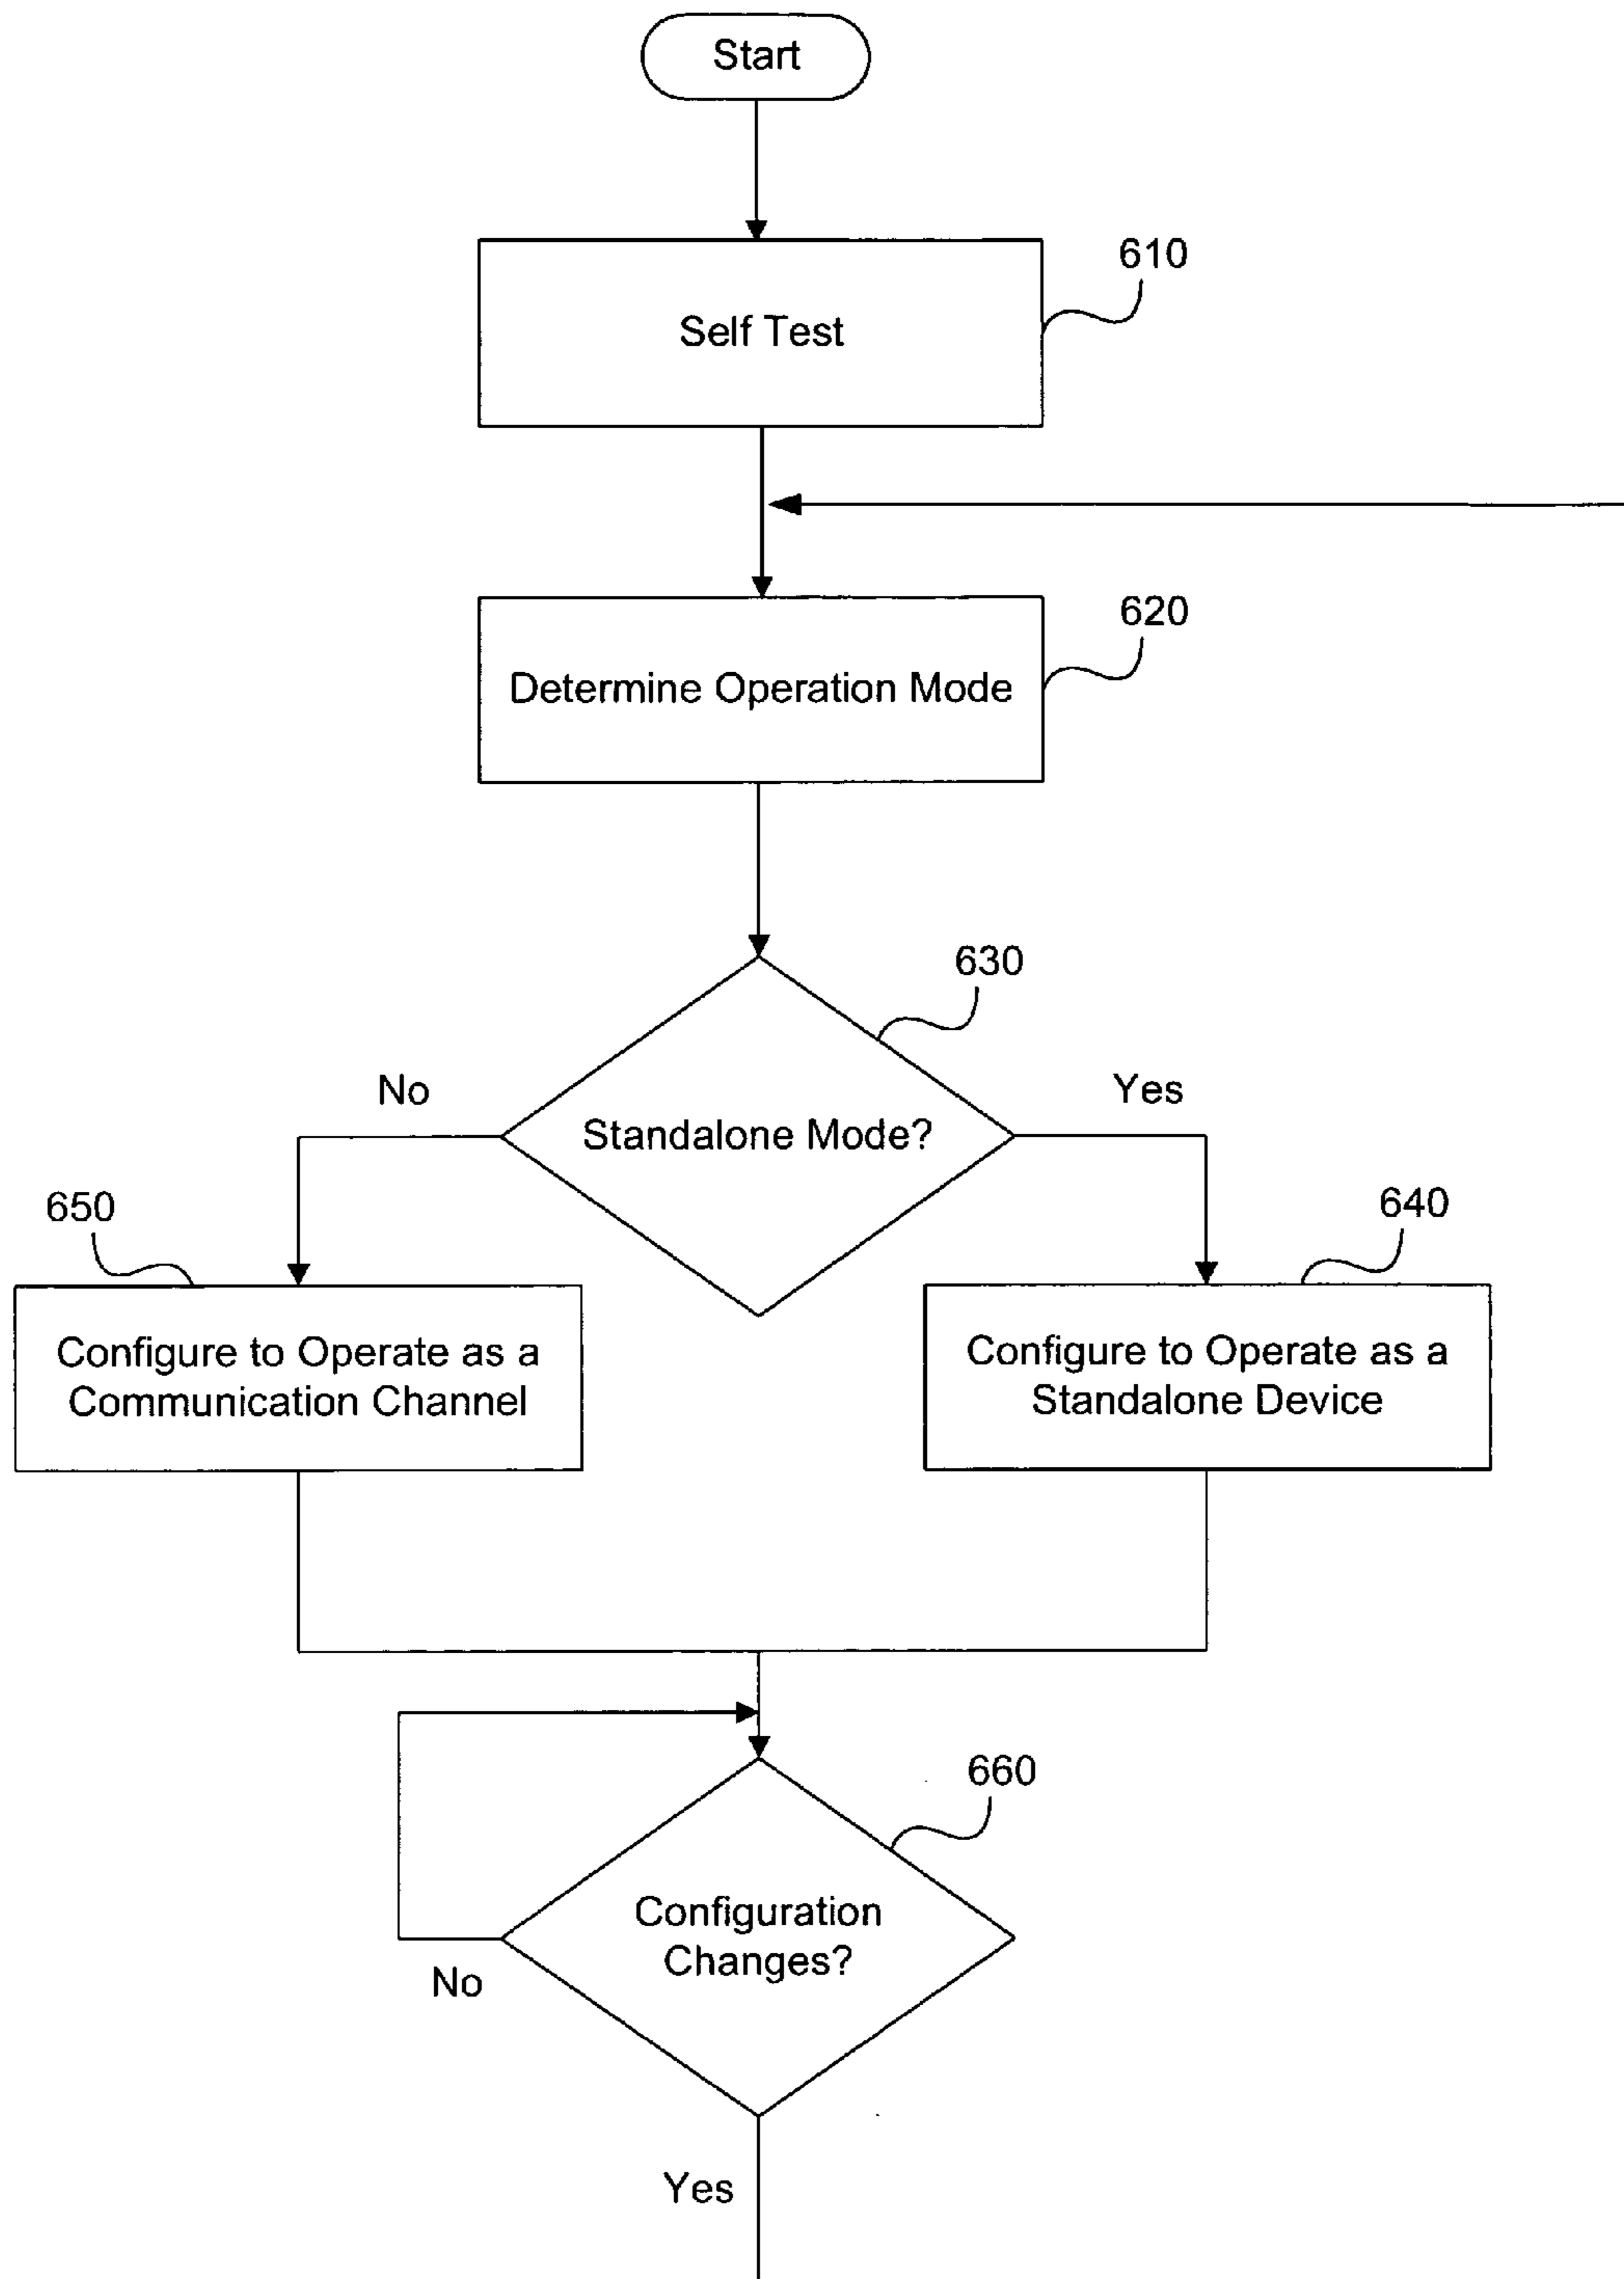 Start
610
Self Test
620
Determine Operation Mode
630
No
Yes
Standalone Mode?
650
640
Configure to Operate as a
Communication Channel
Configure to Operate as a
Standalone Device
660
Configuration
Changes?
No
Yes